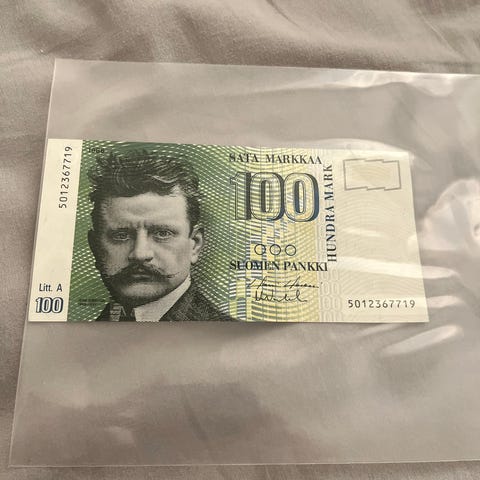 5012367719
SATA MARKKAA
100
HUNDRA MARK
SUOMEN PANKKI
Litt. A
100
5012367719